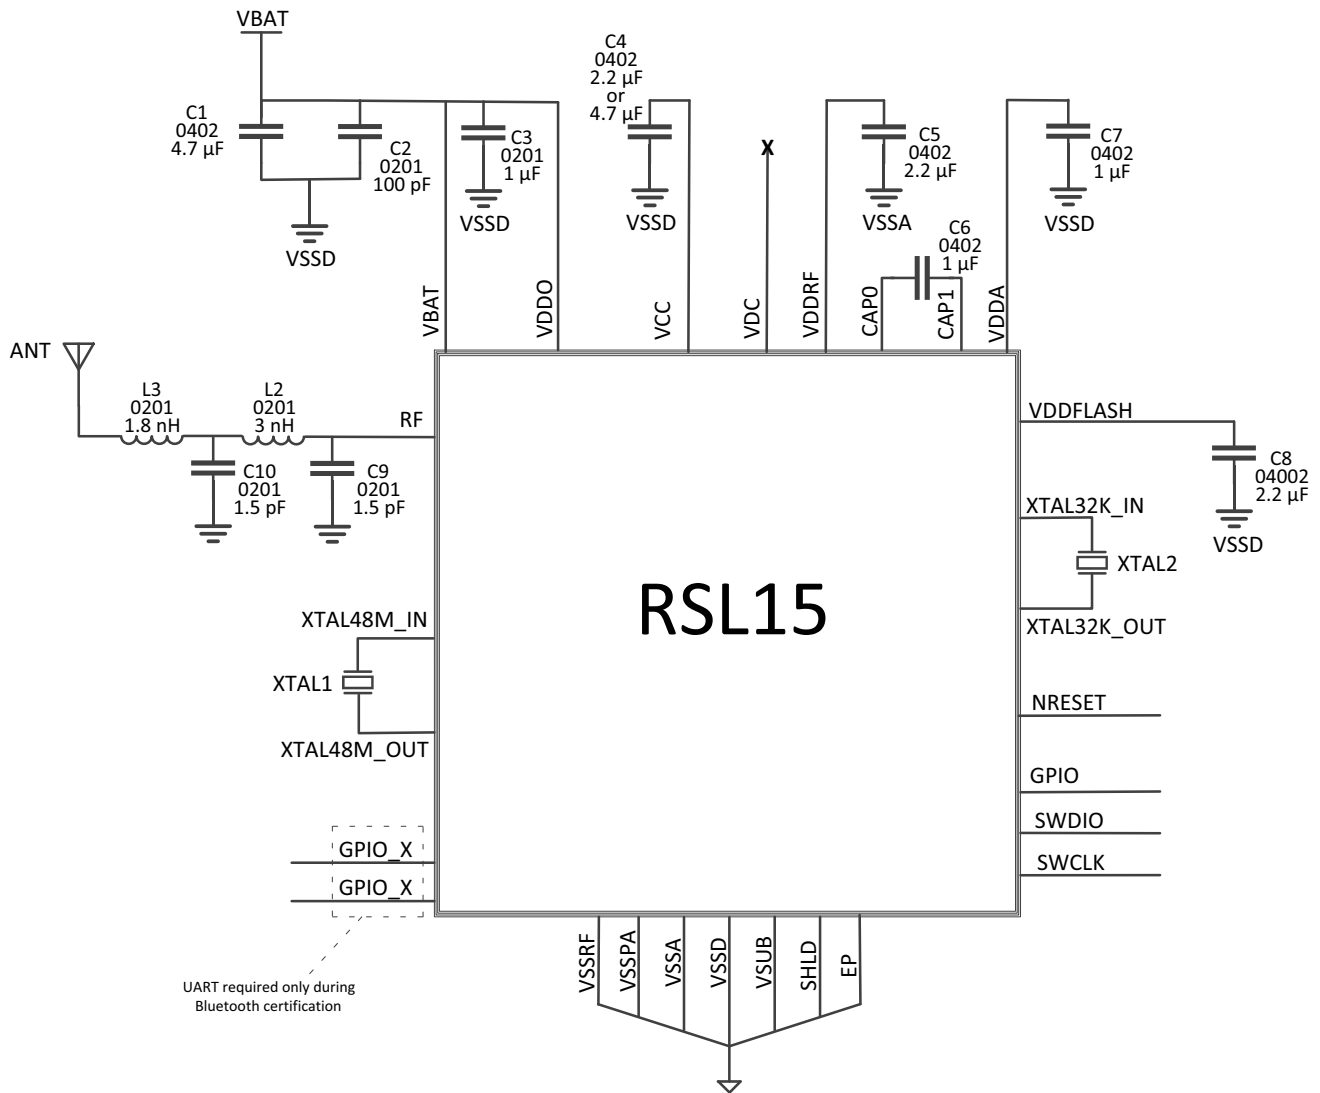 VBAT
C1
0402
4.7 µF
C2
0201
100 pF
VSSD
C3
0201
1 µF
VSSD
C4
0402
2.2 µF
or
4.7 µF
VSSD
X
C5
0402
2.2 µF
VSSA
C6
0402
1 µF
C7
0402
1 µF
VSSD
VBAT
VDDO
VCC
VDC
VDDRF
CAP0
CAP1
VDDA
ANT
L3
0201
1.8 nH
L2
0201
3 nH
RF
C10
0201
1.5 pF
C9
0201
1.5 pF
VDDFLASH
C8
04002
2.2 µF
VSSD
XTAL32K_IN
XTAL2
XTAL32K_OUT
RSL15
XTAL48M_IN
XTAL1
XTAL48M_OUT
NRESET
GPIO
SWDIO
SWCLK
GPIO_X
GPIO_X
UART required only during
Bluetooth certification
VSSRF
VSSPA
VSSA
VSSD
VSUB
SHLD
EP